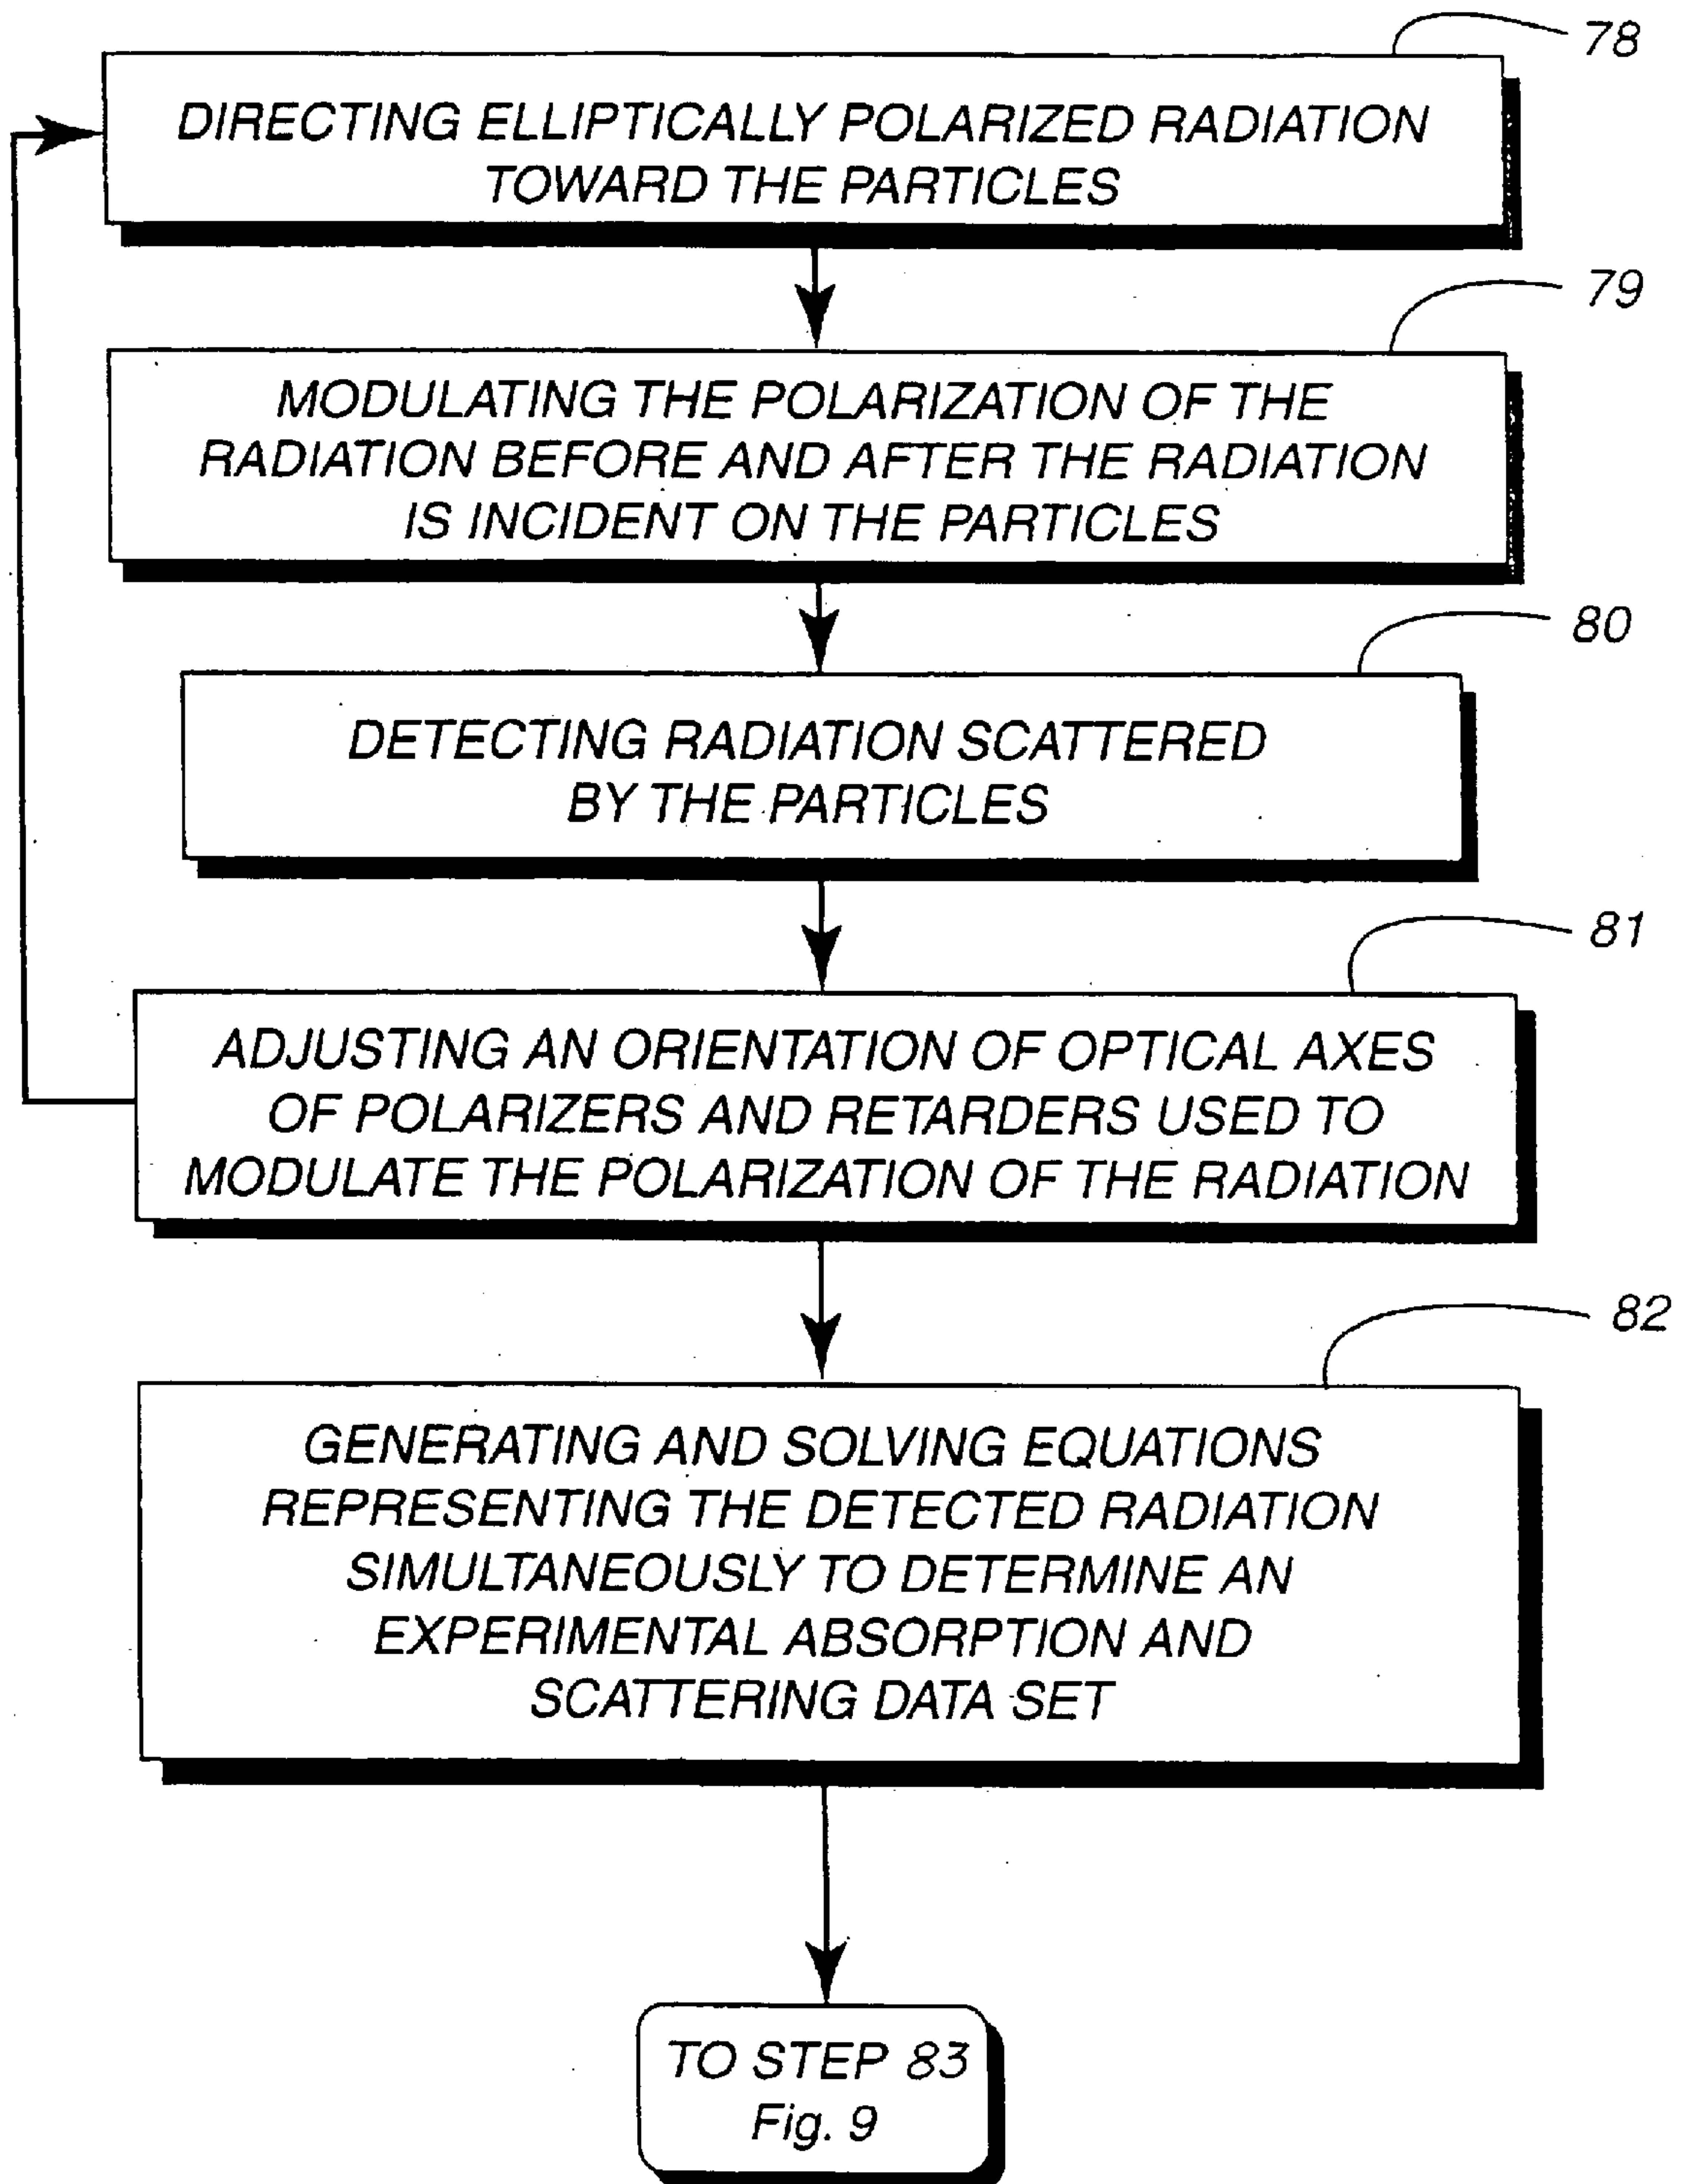 78
DIRECTING ELLIPTICALLY POLARIZED RADIATION
TOWARD THE PARTICLES
79
MODULATING THE POLARIZATION OF THE
RADIATION BEFORE AND AFTER THE RADIATION
IS INCIDENT ON THE PARTICLES
80
DETECTING RADIATION SCATTERED
BY THE PARTICLES
81
ADJUSTING AN ORIENTATION OF OPTICAL AXES
OF POLARIZERS AND RETARDERS USED TO
MODULATE THE POLARIZATION OF THE RADIATION
82
GENERATING AND SOLVING EQUATIONS
REPRESENTING THE DETECTED RADIATION
SIMULTANEOUSLY TO DETERMINE AN
EXPERIMENTAL ABSORPTION AND
SCATTERING DATA SET
TO STEP 83
Fig. 9